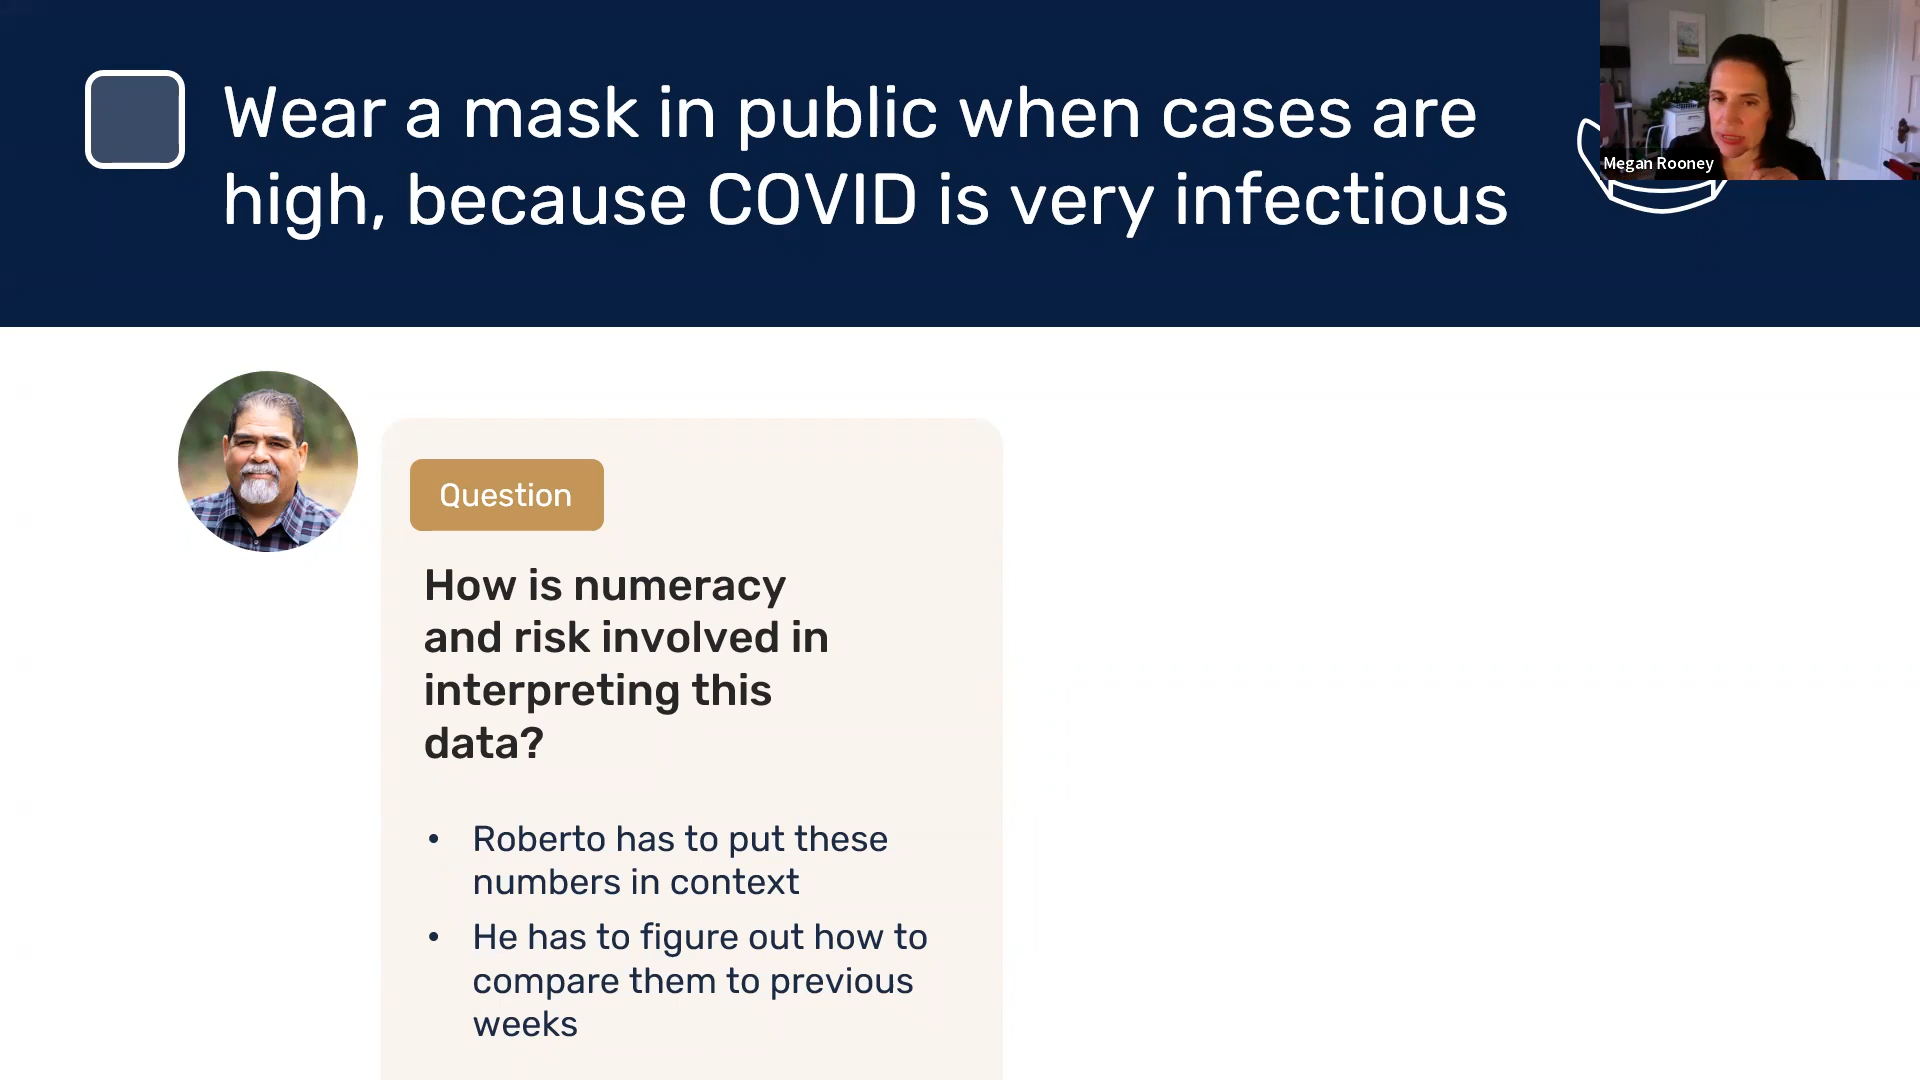 Wear a mask in public when cases are
high, because COVID is very infectious
Megan Rooney
Question
How is numeracy
and risk involved in
interpreting this
data?
• Roberto has to put these
numbers in context
• He has to figure out how to
compare them to previous
weeks